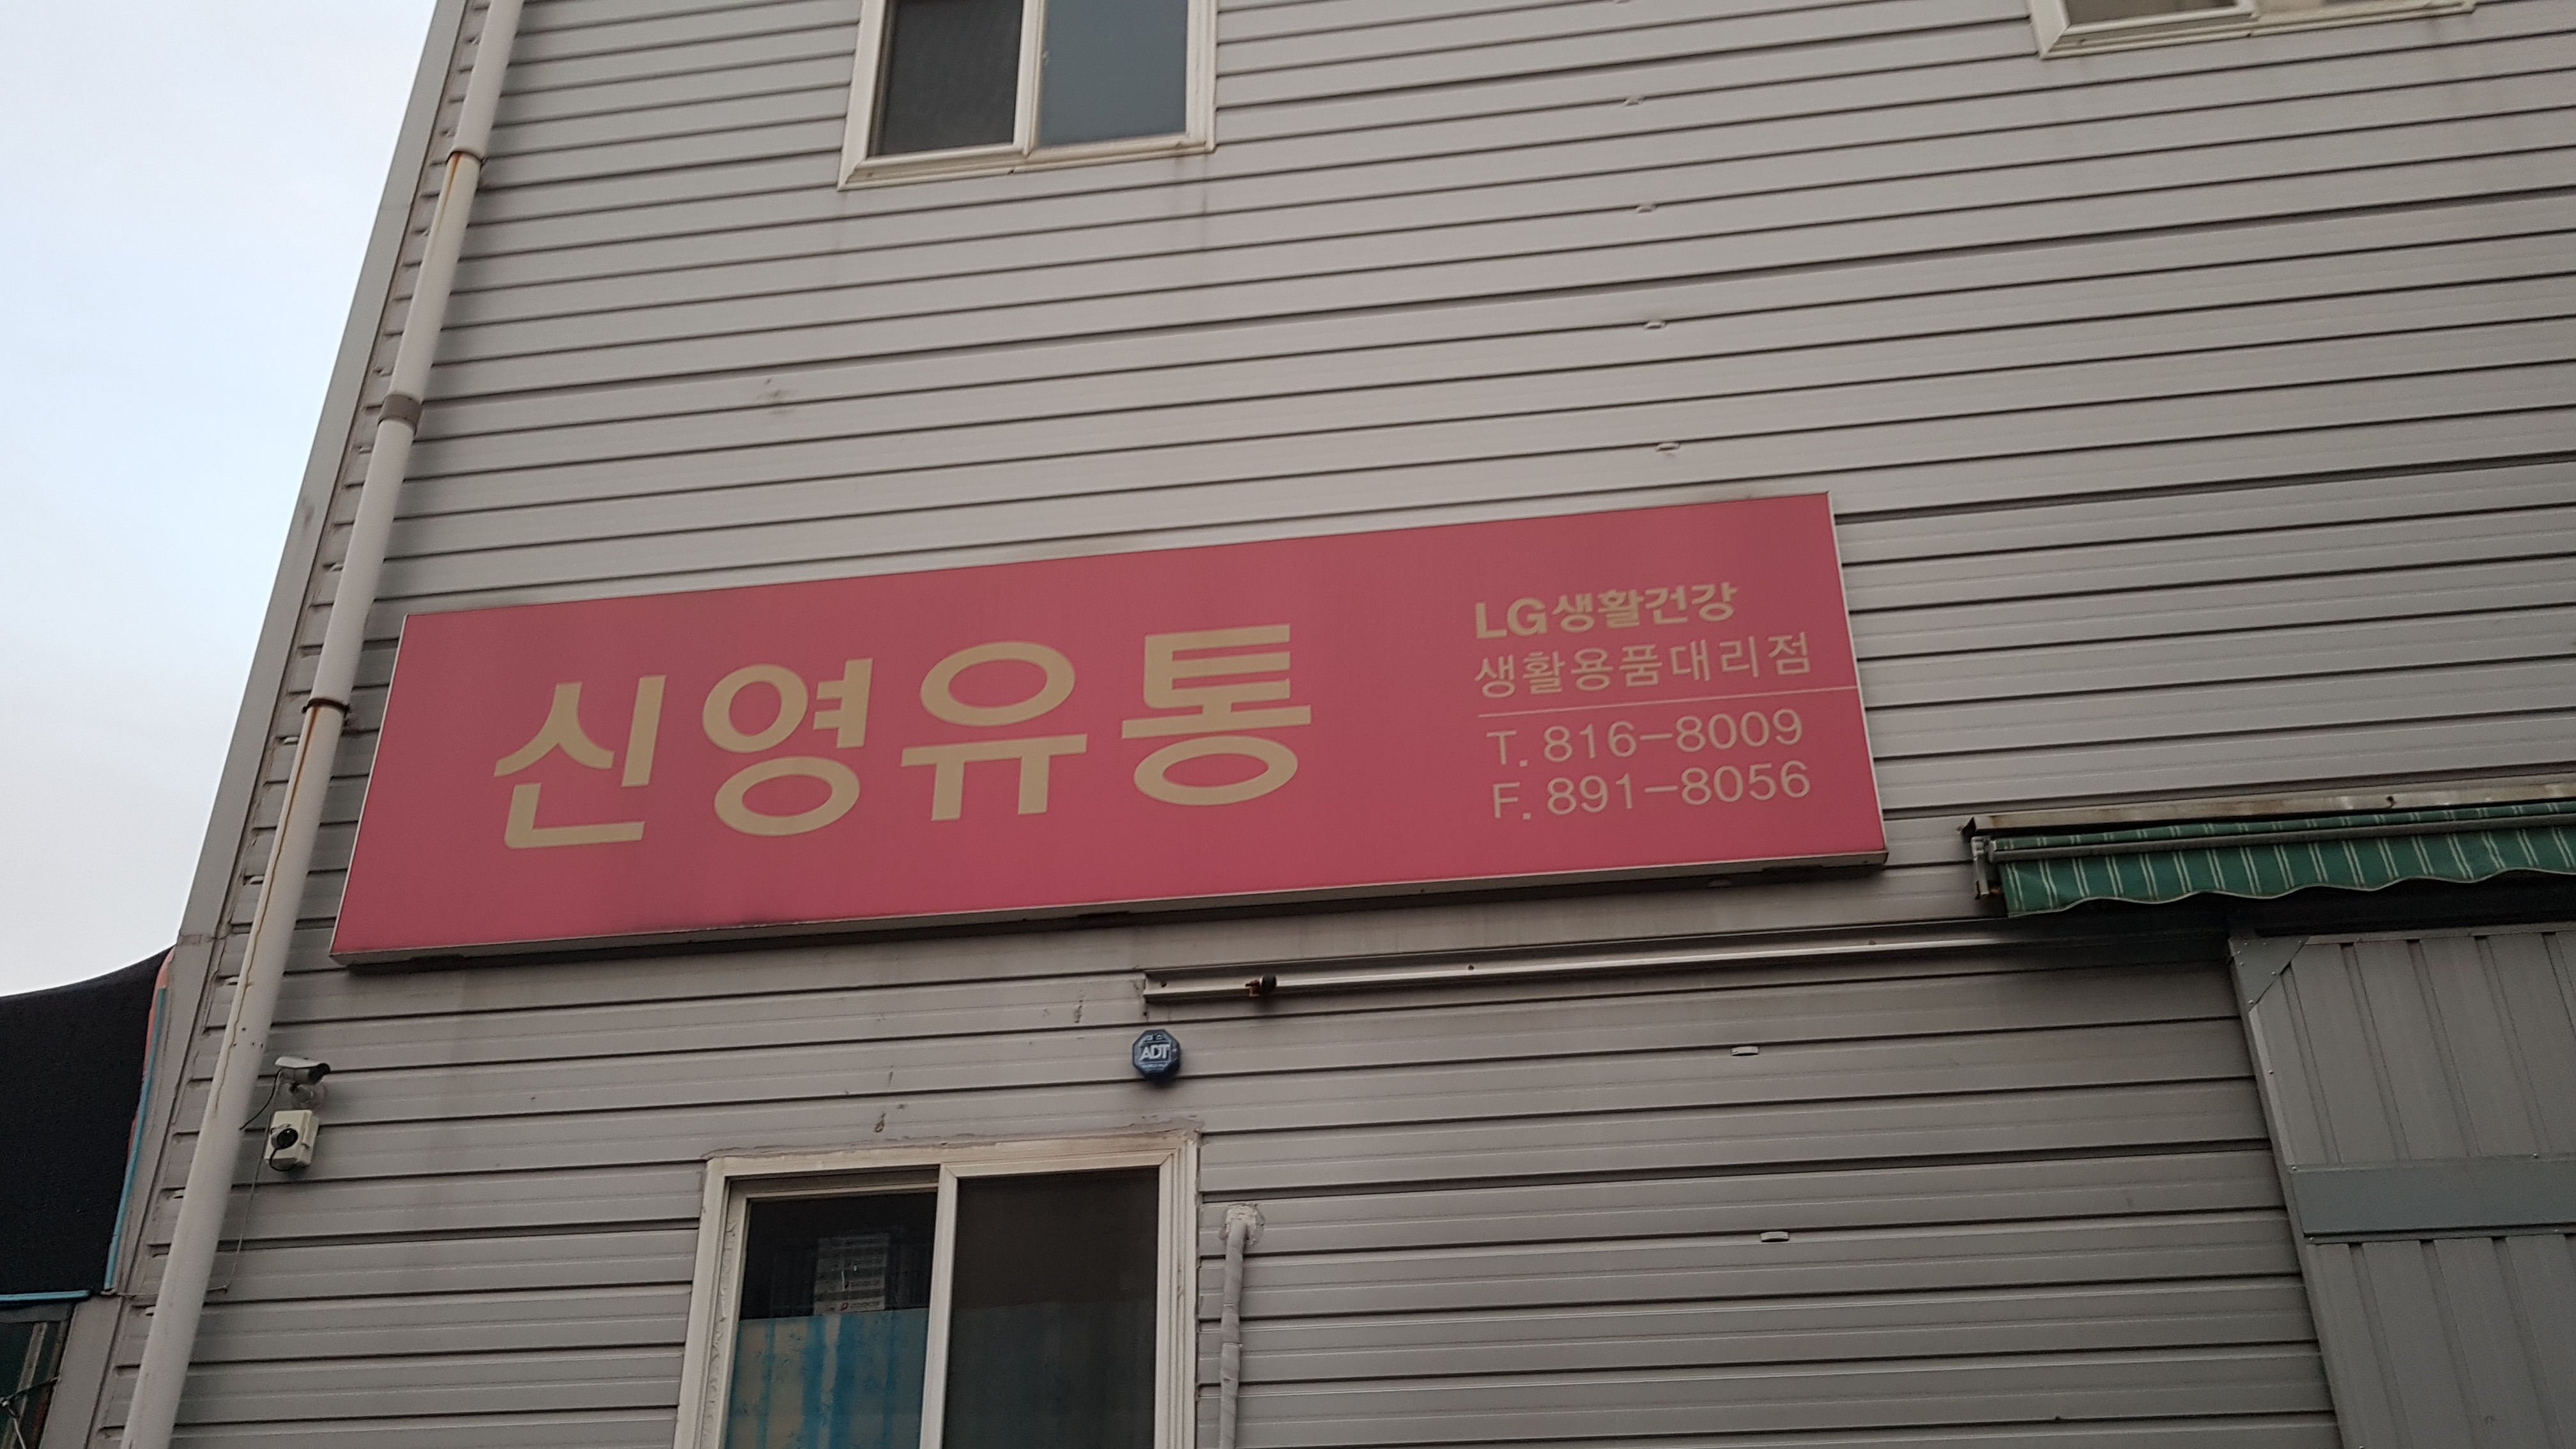 신영유통
LG생활건강
생활용품대리점
T. 816-8009
F. 891-8056
ADT